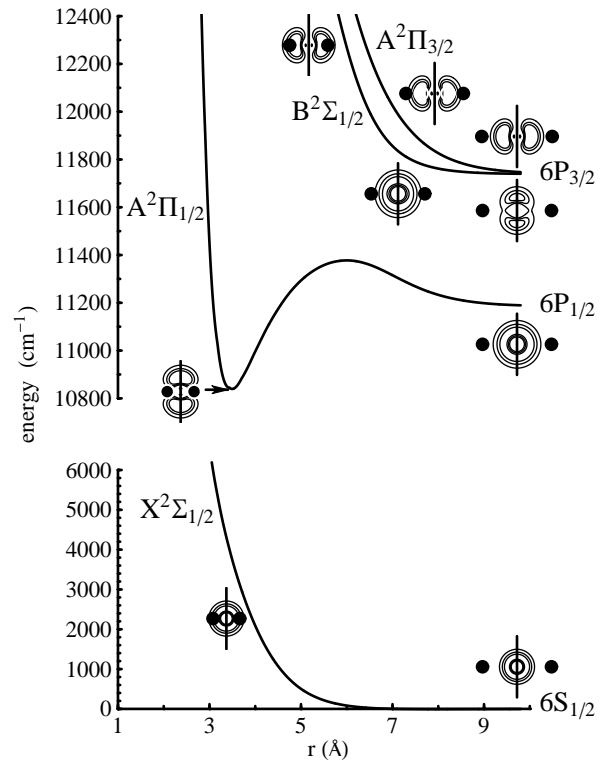 12400
12200
12000
11800
11600
11400
11200
11000
10800
energy (cm⁻¹)
A²Π₃/₂
B²Σ₁/₂
6P₃/₂
A²Π₁/₂
6P₁/₂
6000
5000
4000
3000
2000
1000
0
X²Σ₁/₂
6S₁/₂
1 3 5 7 9
r (Å)